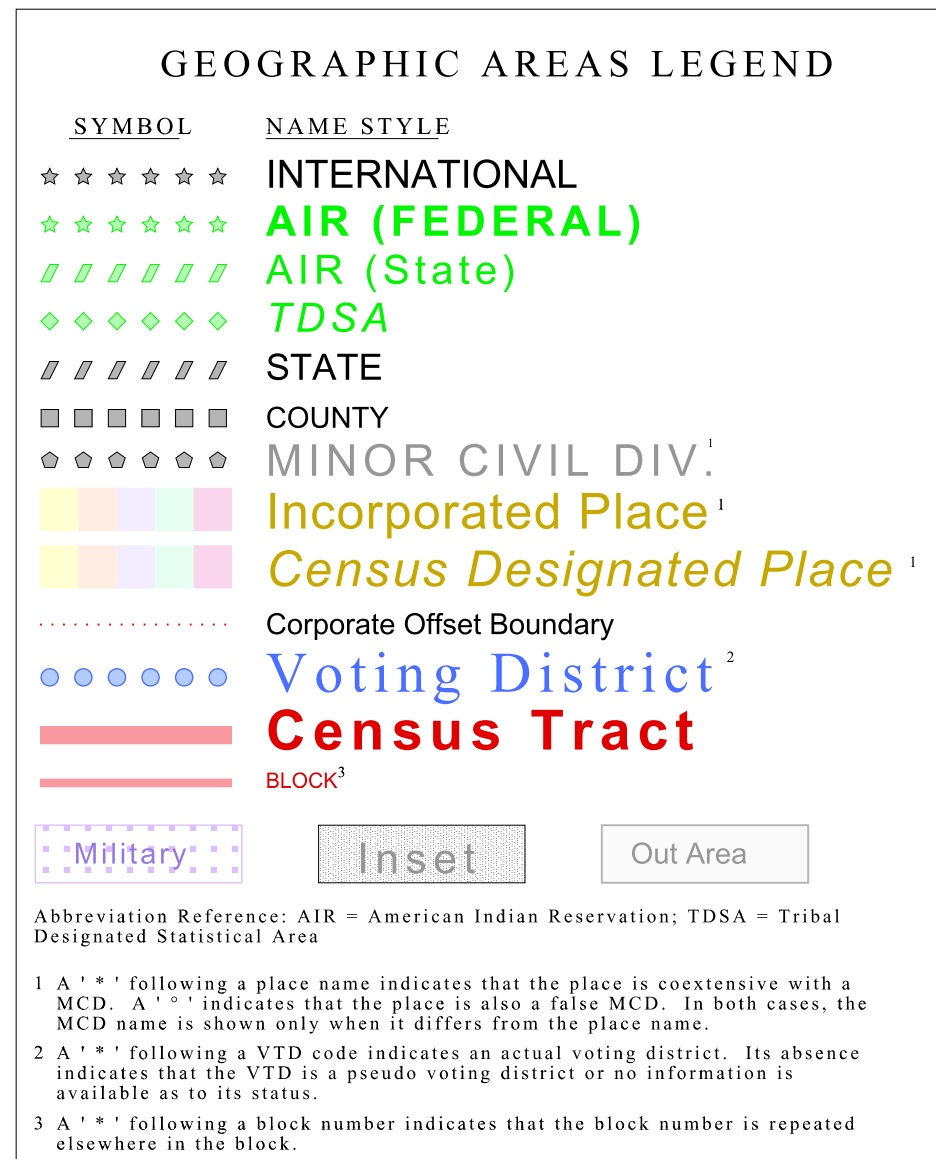 GEOGRAPHIC AREAS LEGEND
SYMBOL NAME STYLE
INTERNATIONAL
AIR (FEDERAL)
AIR (State)
TDSA
STATE
COUNTY
MINOR CIVIL DIV. 1
Incorporated Place 1
Census Designated Place 1
Corporate Offset Boundary
Voting District 2
Census Tract
BLOCK 3
Military Inset Out Area
Abbreviation Reference: AIR = American Indian Reservation; TDSA = Tribal
Designated Statistical Area
1 A ' * ' following a place name indicates that the place is coextensive with a
MCD. A ' ° ' indicates that the place is also a false MCD. In both cases, the
MCD name is shown only when it differs from the place name.
2 A ' * ' following a VTD code indicates an actual voting district. Its absence
indicates that the VTD is a pseudo voting district or no information is
available as to its status.
3 A ' * ' following a block number indicates that the block number is repeated
elsewhere in the block.